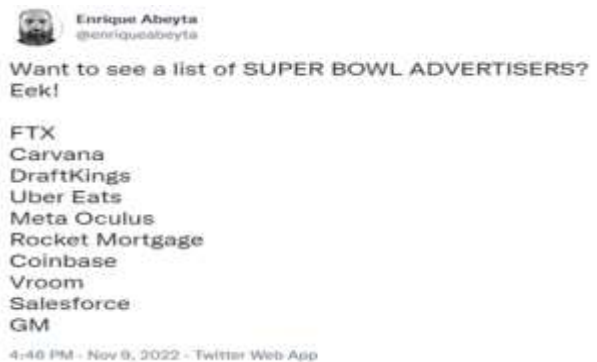 Enrique Abeyta
@enriqueabeyta
Want to see a list of SUPER BOWL ADVERTISERS?
Eek!
FTX
Carvana
DraftKings
Uber Eats
Meta Oculus
Rocket Mortgage
Coinbase
Vroom
Salesforce
GM
4:46 PM - Nov 9, 2022 - Twitter Web App